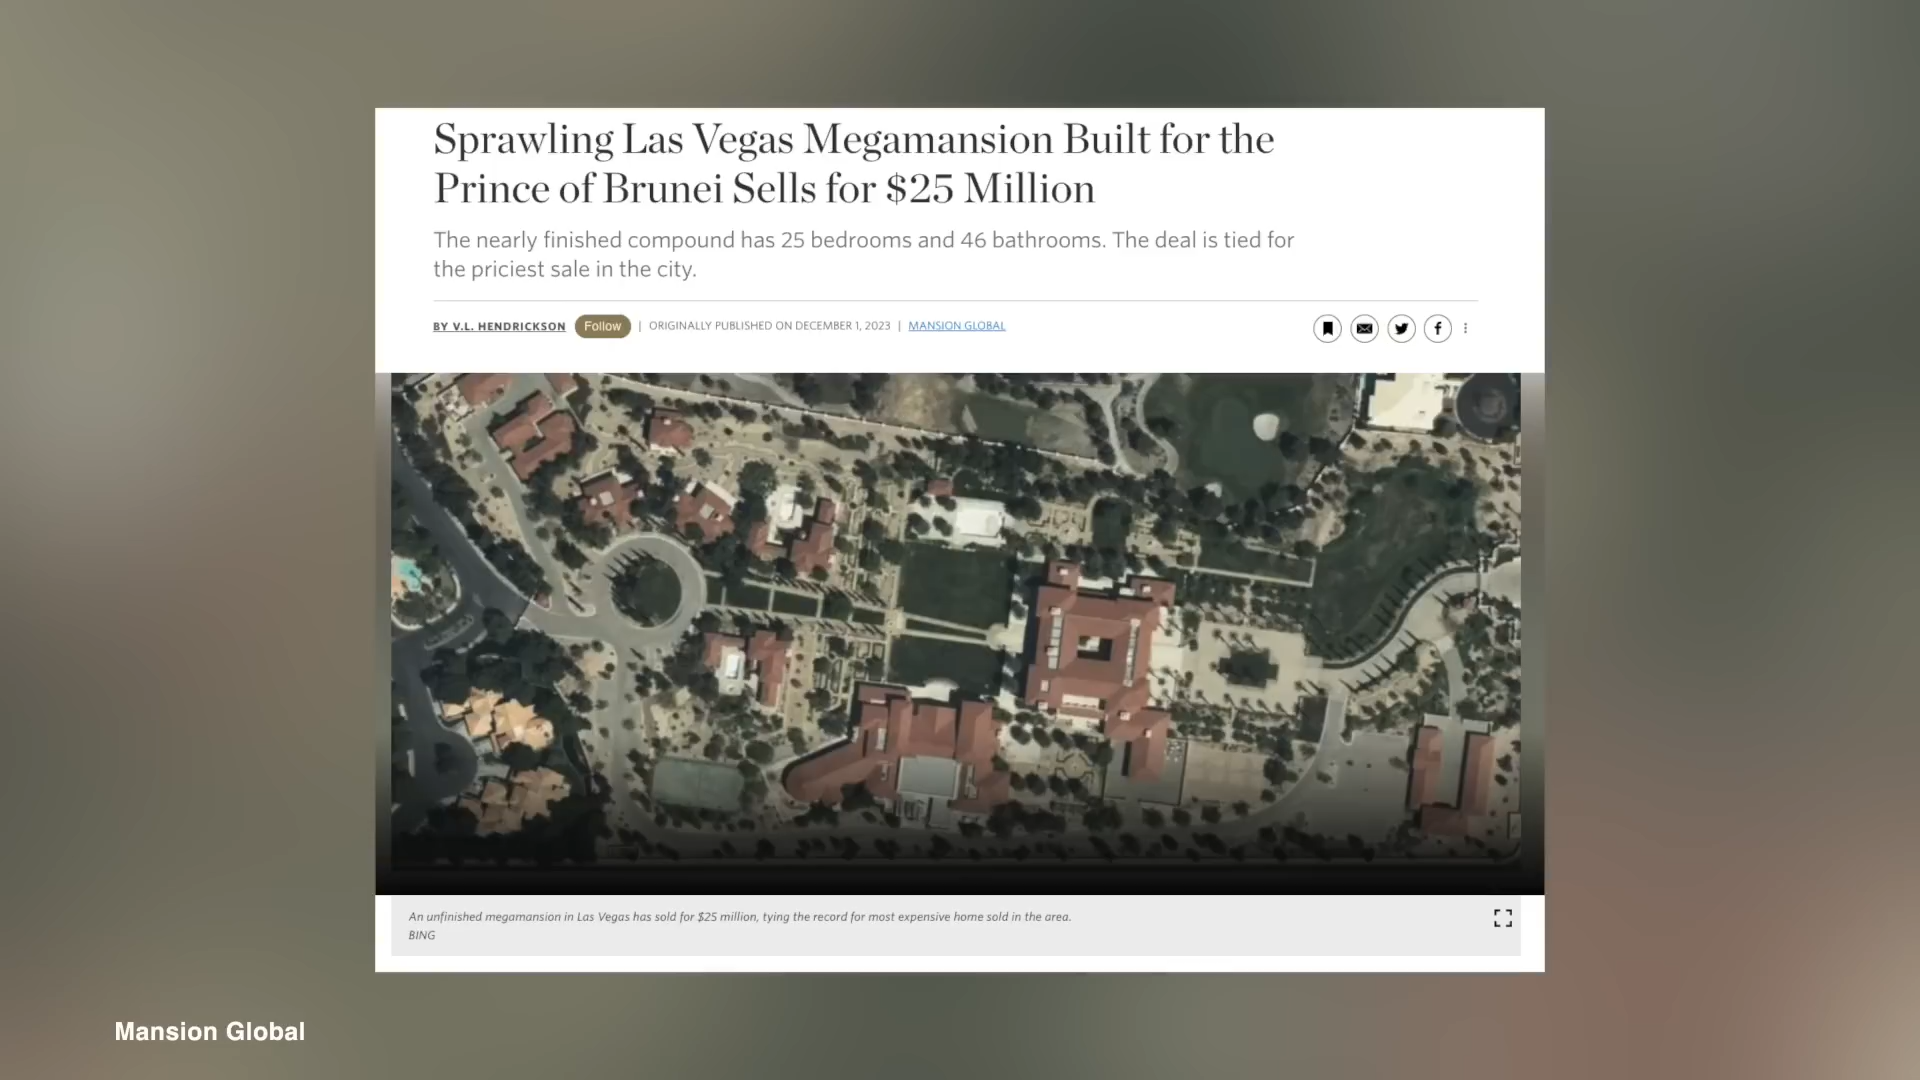 Sprawling Las Vegas Megamansion Built for the
Prince of Brunei Sells for $25 Million
The nearly finished compound has 25 bedrooms and 46 bathrooms. The deal is tied for
the priciest sale in the city.
BY V.L. HENDRICKSON Follow | ORIGINALLY PUBLISHED ON DECEMBER 1, 2023 | MANSION GLOBAL
An unfinished megamansion in Las Vegas has sold for $25 million, tying the record for most expensive home sold in the area.
BING
Mansion Global